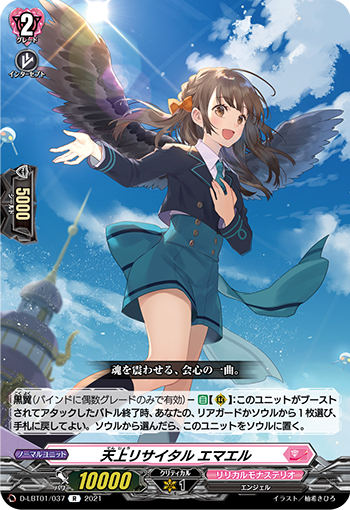 2
グレード
インターセプト
5000
シールド
魂を震わせる、会心の一曲。
黒翼(バインドに偶数グレードのみで有効)－【自】【(R)】:このユニットがブースト
されてアタックしたバトル終了時、あなたの、リアガードかソウルから1枚選び、
手札に戻してよい。ソウルから選んだら、このユニットをソウルに置く。
ノーマルユニット
天上リサイタル エマエル
パワー 10000
クリティカル
1
リリカルモナステリオ
エンジェル
D-LBT01/037 R 2021
イラスト/柚希きひろ